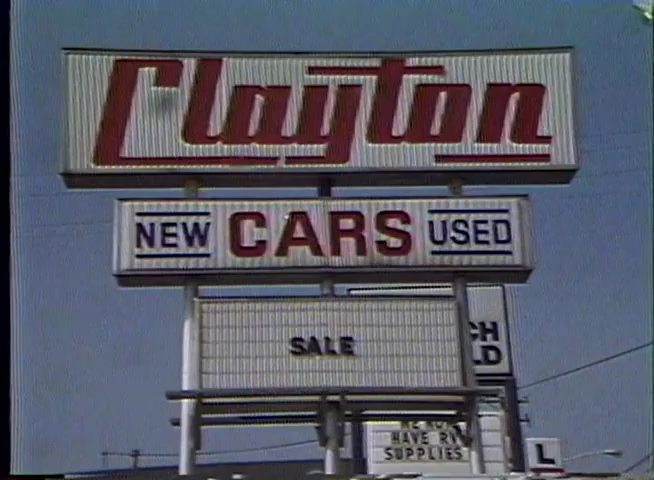 Clayton
NEW CARS USED
SALE
CH
LD
HAVE RV
SUPPLIES
L